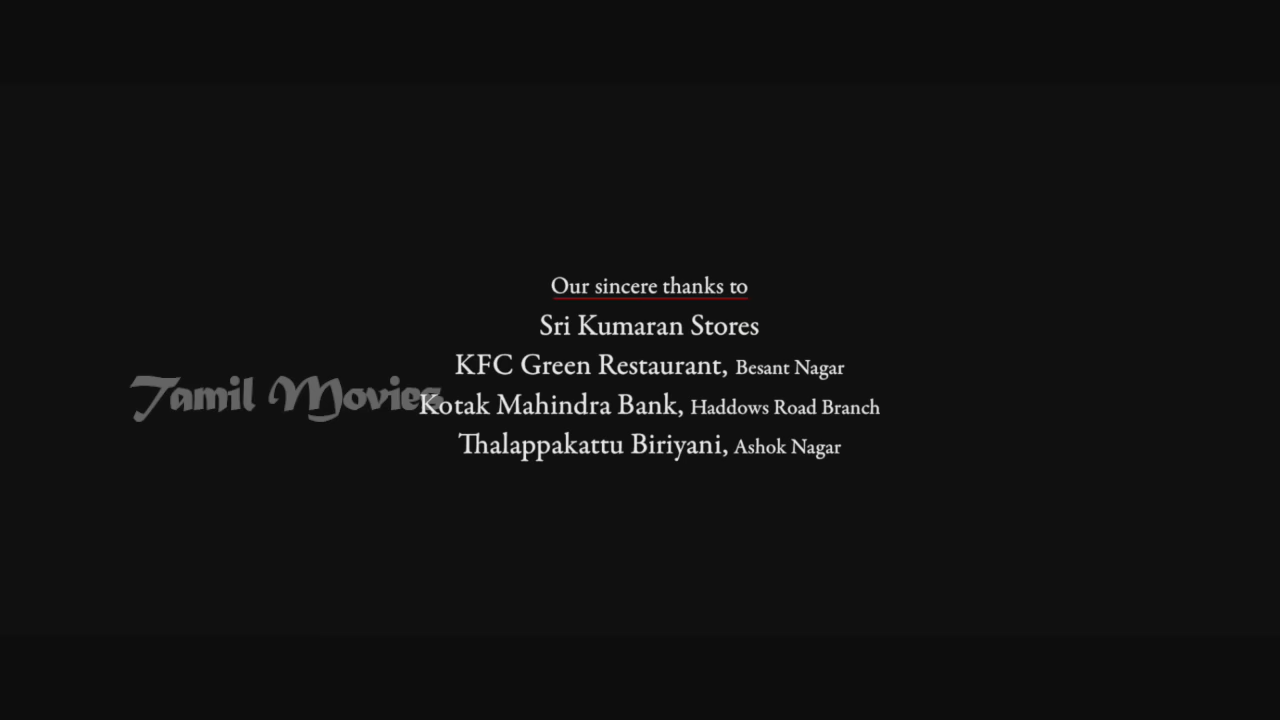 Our sincere thanks to
Sri Kumaran Stores
KFC Green Restaurant, Besant Nagar
Tamil Movies
Kotak Mahindra Bank, Haddows Road Branch
Thalappakattu Biriyani, Ashok Nagar